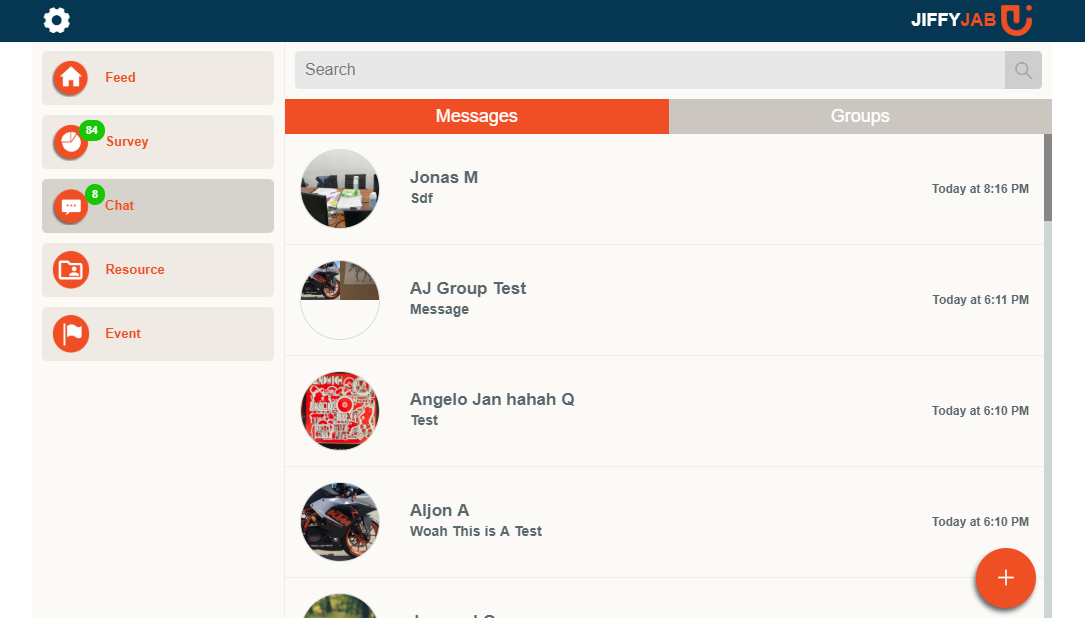 JIFFYJAB
Feed
84
Survey
8
Chat
Resource
Event
Search
Messages
Groups
Jonas M
Sdf
Today at 8:16 PM
AJ Group Test
Message
Today at 6:11 PM
Angelo Jan hahah Q
Test
Today at 6:10 PM
Aljon A
Woah This is A Test
Today at 6:10 PM